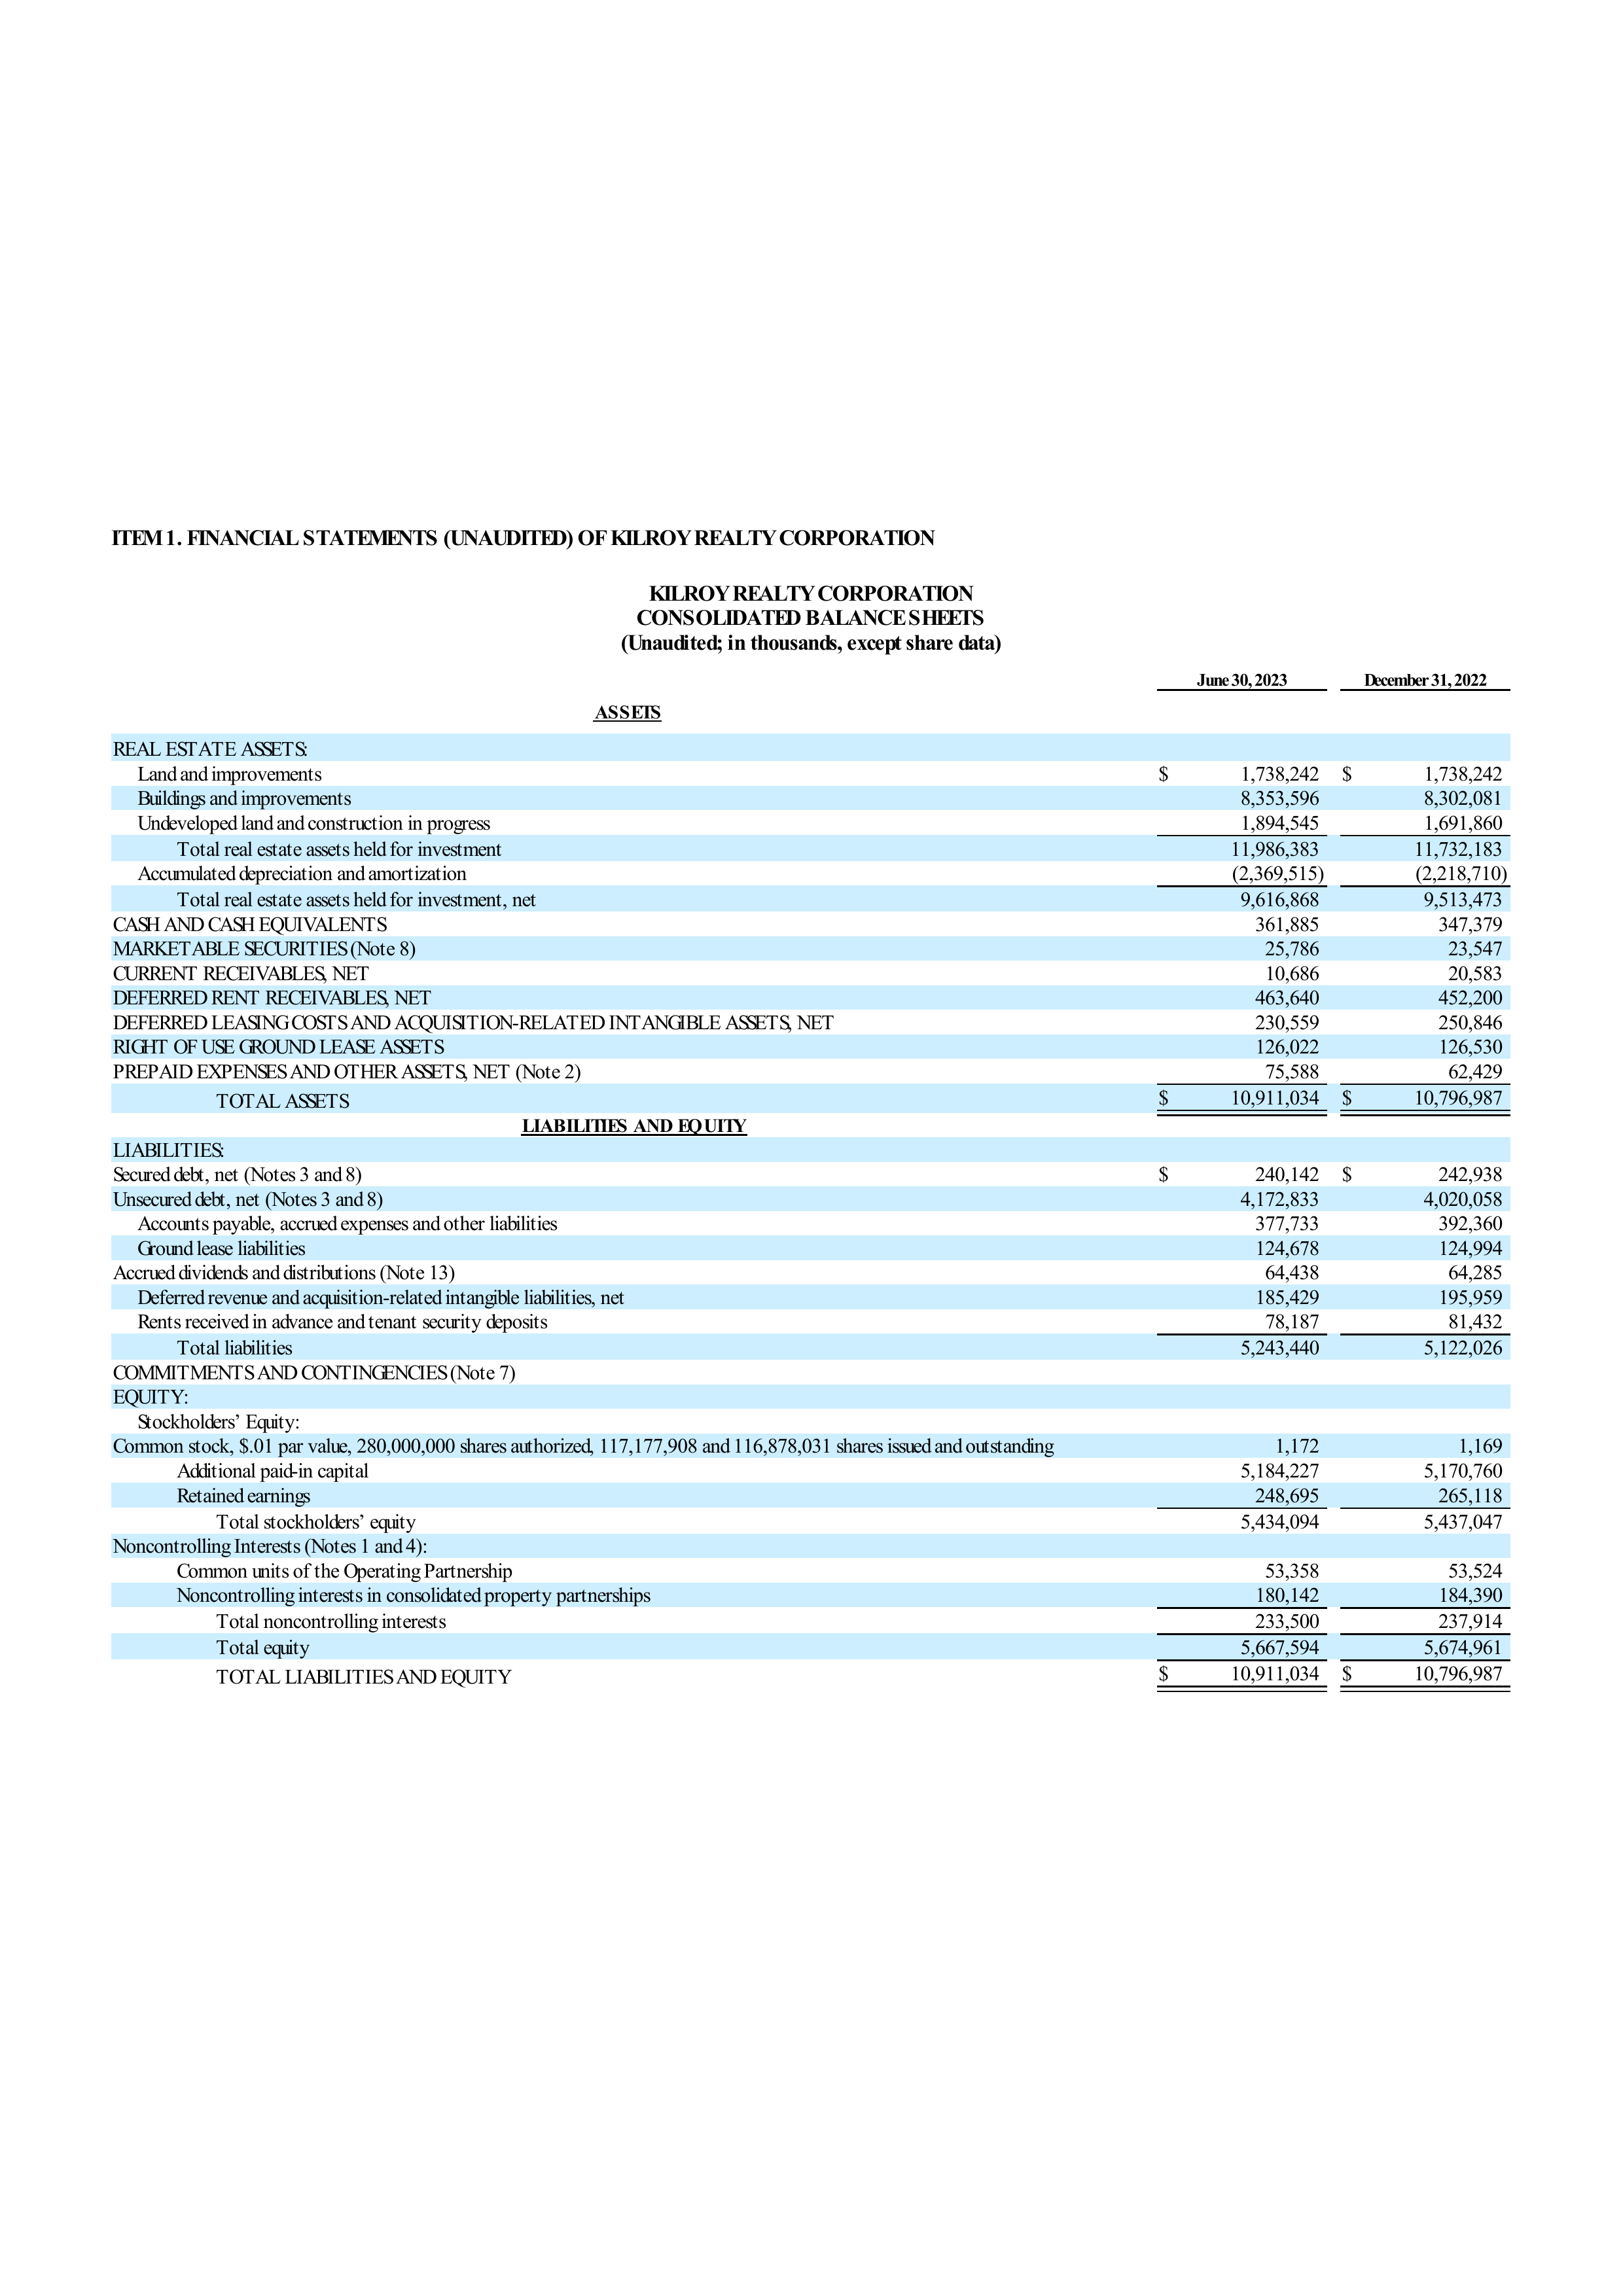 ITEM 1. FINANCIAL STATEMENTS (UNAUDITED) OF KILROY REALTY CORPORATION
KILROY REALTY CORPORATION
CONSOLIDATED BALANCE SHEETS
(Unaudited; in thousands, except share data)
June 30, 2023 December 31, 2022
ASSETS
REAL ESTATE ASSETS:
Land and improvements $ 1,738,242 $ 1,738,242
Buildings and improvements 8,353,596 8,302,081
Undeveloped land and construction in progress 1,894,545 1,691,860
Total real estate assets held for investment 11,986,383 11,732,183
Accumulated depreciation and amortization (2,369,515) (2,218,710)
Total real estate assets held for investment, net 9,616,868 9,513,473
CASH AND CASH EQUIVALENTS 361,885 347,379
MARKETABLE SECURITIES (Note 8) 25,786 23,547
CURRENT RECEIVABLES, NET 10,686 20,583
DEFERRED RENT RECEIVABLES, NET 463,640 452,200
DEFERRED LEASING COSTS AND ACQUISITION-RELATED INTANGIBLE ASSETS, NET 230,559 250,846
RIGHT OF USE GROUND LEASE ASSETS 126,022 126,530
PREPAID EXPENSES AND OTHER ASSETS, NET (Note 2) 75,588 62,429
TOTAL ASSETS $ 10,911,034 $ 10,796,987
LIABILITIES AND EQUITY
LIABILITIES:
Secured debt, net (Notes 3 and 8) $ 240,142 $ 242,938
Unsecured debt, net (Notes 3 and 8) 4,172,833 4,020,058
Accounts payable, accrued expenses and other liabilities 377,733 392,360
Ground lease liabilities 124,678 124,994
Accrued dividends and distributions (Note 13) 64,438 64,285
Deferred revenue and acquisition-related intangible liabilities, net 185,429 195,959
Rents received in advance and tenant security deposits 78,187 81,432
Total liabilities 5,243,440 5,122,026
COMMITMENTS AND CONTINGENCIES (Note 7)
EQUITY:
Stockholders’ Equity:
Common stock, $.01 par value, 280,000,000 shares authorized, 117,177,908 and 116,878,031 shares issued and outstanding 1,172 1,169
Additional paid-in capital 5,184,227 5,170,760
Retained earnings 248,695 265,118
Total stockholders’ equity 5,434,094 5,437,047
Noncontrolling Interests (Notes 1 and 4):
Common units of the Operating Partnership 53,358 53,524
Noncontrolling interests in consolidated property partnerships 180,142 184,390
Total noncontrolling interests 233,500 237,914
Total equity 5,667,594 5,674,961
TOTAL LIABILITIES AND EQUITY $ 10,911,034 $ 10,796,987